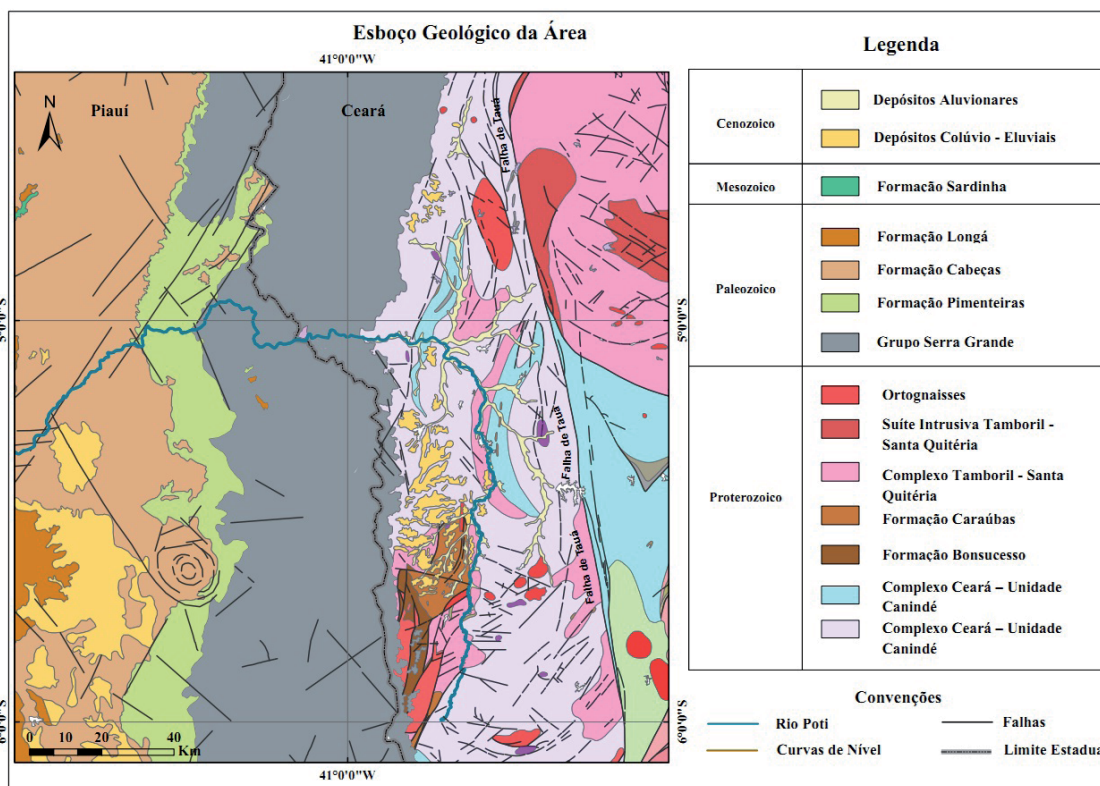 Esboço Geológico da Área
41°0'0"W
N
Piauí
Ceará
Falha de Tauá
Falha de Tauá
5°0'0"S
5°0'0"S
Falha de Tauá
Falha de Tauá
6°0'0"S
6°0'0"S
0 10 20 40
Km
41°0'0"W
Legenda
Cenozoico
Depósitos Aluvionares
Depósitos Colúvio - Eluviais
Mesozoico
Formação Sardinha
Paleozoico
Formação Longá
Formação Cabeças
Formação Pimenteiras
Grupo Serra Grande
Proterozoico
Ortognaisses
Suíte Intrusiva Tamboril -
Santa Quitéria
Complexo Tamboril - Santa
Quitéria
Formação Caraúbas
Formação Bonsucesso
Complexo Ceará – Unidade
Canindé
Complexo Ceará – Unidade
Canindé
Convenções
Rio Poti
Falhas
Curvas de Nível
Limite Estadua